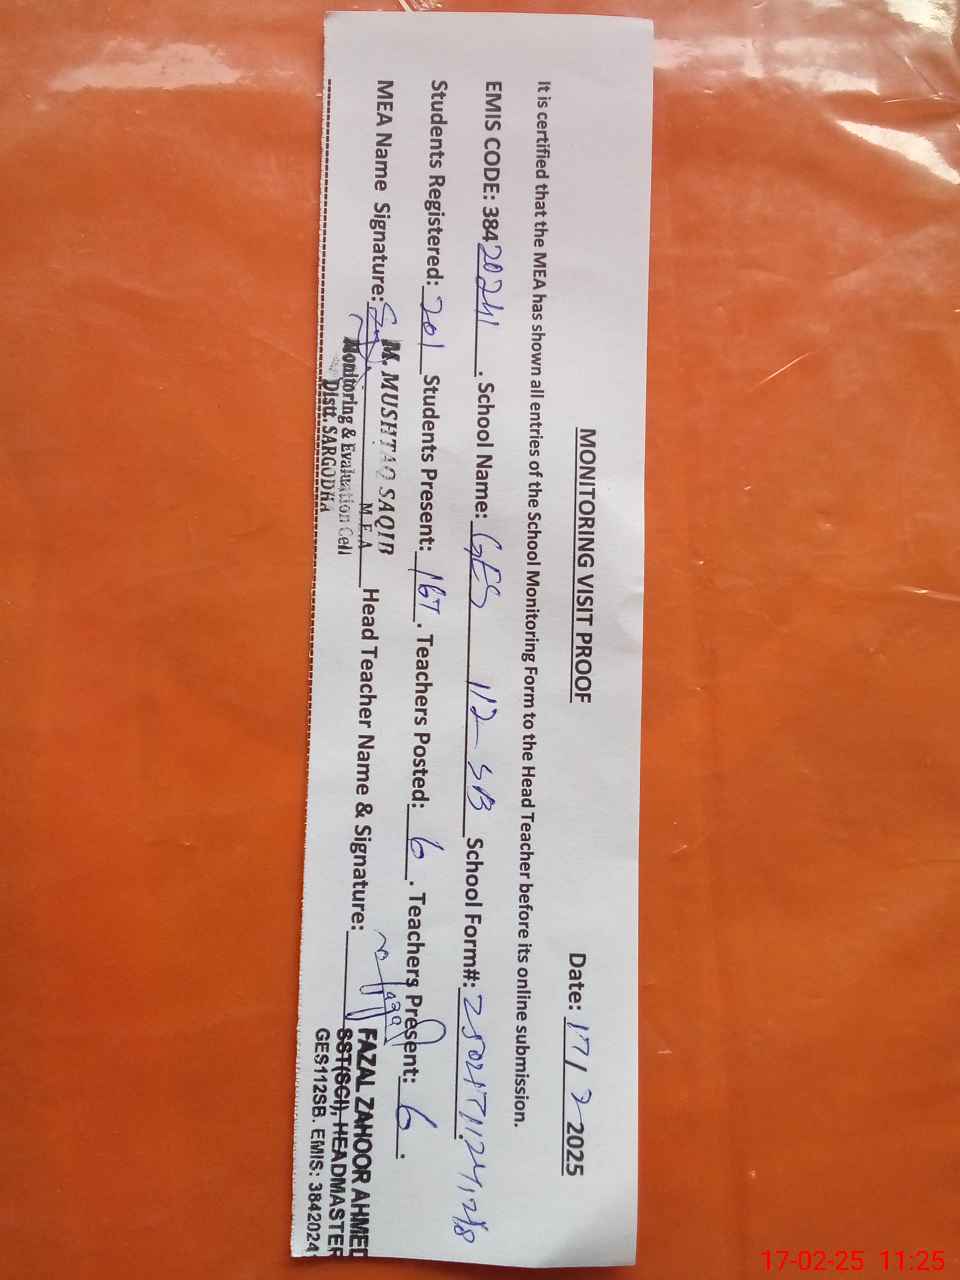 MONITORING VISIT PROOF
Date: 17/2 2025
It is certified that the MEA has shown all entries of the School Monitoring Form to the Head Teacher before its online submission.
EMIS CODE: 38420241. School Name: GES 112-SB School Form#:
Students Registered: 201 Students Present: 167. Teachers Posted: 6. Teachers Present: 6.
MEA Name Signature: Head Teacher Name & Signature:
M. MUSHTAQ SAQIB
M.E.A
Monitoring & Evaluation Cell
Distt. SARGODHA
FAZAL ZAHOOR AHMED
SST(SCI), HEADMASTER
GES112SB. EMIS: 3842024
17-02-25 11:25